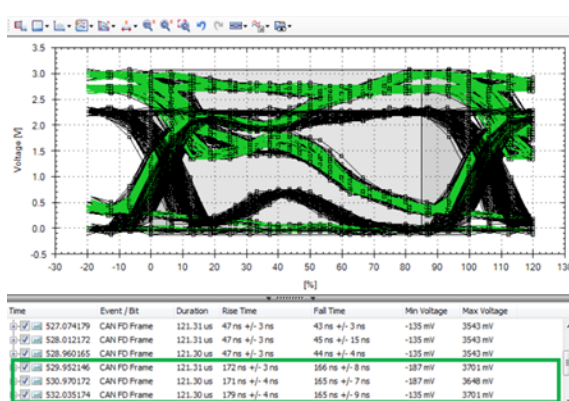 3.5
3.0
2.5
2.0
1.5
1.0
0.5
0.0
-0.5
Voltage [V]
-30 -20 -10 0 10 20 30 40 50 60 70 80 90 100 110 120 130
[%]
Time Event / Bit Duration Rise Time Fall Time Min Voltage Max Voltage
527.074179 CAN FD Frame 121.31 us 47 ns +/- 3 ns 43 ns +/- 3 ns -135 mV 3543 mV
528.012172 CAN FD Frame 121.31 us 47 ns +/- 3 ns 45 ns +/- 15 ns -135 mV 3543 mV
528.960165 CAN FD Frame 121.30 us 47 ns +/- 3 ns 44 ns +/- 4 ns -135 mV 3543 mV
529.952146 CAN FD Frame 121.31 us 172 ns +/- 3 ns 166 ns +/- 8 ns -187 mV 3701 mV
530.970172 CAN FD Frame 121.30 us 171 ns +/- 4 ns 165 ns +/- 7 ns -187 mV 3648 mV
532.035174 CAN FD Frame 121.30 us 179 ns +/- 4 ns 165 ns +/- 9 ns -135 mV 3701 mV